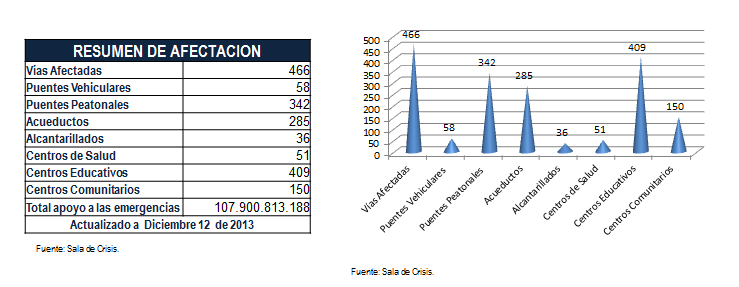 RESUMEN DE AFECTACION
Vías Afectadas 466
Puentes Vehiculares 58
Puentes Peatonales 342
Acueductos 285
Alcantarillados 36
Centros de Salud 51
Centros Educativos 409
Centros Comunitarios 150
Total apoyo a las emergencias 107.900.813.188
Actualizado a Diciembre 12 de 2013
Fuente: Sala de Crisis.
500
450
400
350
300
250
200
150
100
50
0
466
58
342
285
36
51
409
150
Vías Afectadas
Puentes Vehiculares
Puentes Peatonales
Acueductos
Alcantarillados
Centros de Salud
Centros Educativos
Centros Comunitarios
Fuente: Sala de Crisis.